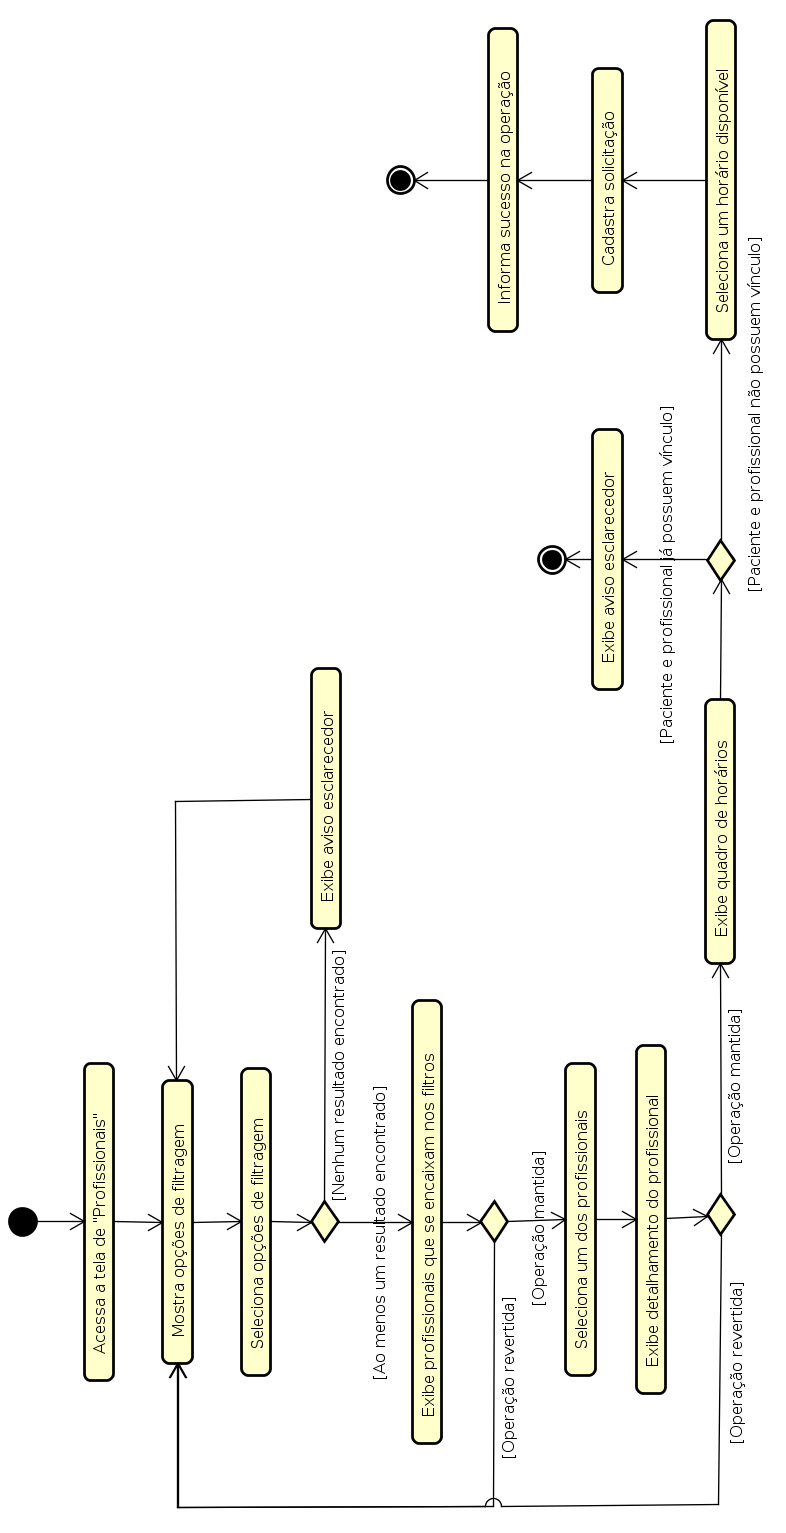 Acessa a tela de "Profissionais"
Mostra opções de filtragem
Seleciona opções de filtragem
[Nenhum resultado encontrado]
Exibe aviso esclarecedor
[Ao menos um resultado encontrado]
Exibe profissionais que se encaixam nos filtros
[Operação revertida]
[Operação mantida]
Seleciona um dos profissionais
Exibe detalhamento do profissional
[Operação revertida]
[Operação mantida]
Exibe quadro de horários
[Paciente e profissional já possuem vínculo]
Exibe aviso esclarecedor
[Paciente e profissional não possuem vínculo]
Seleciona um horário disponível
Cadastra solicitação
Informa sucesso na operação